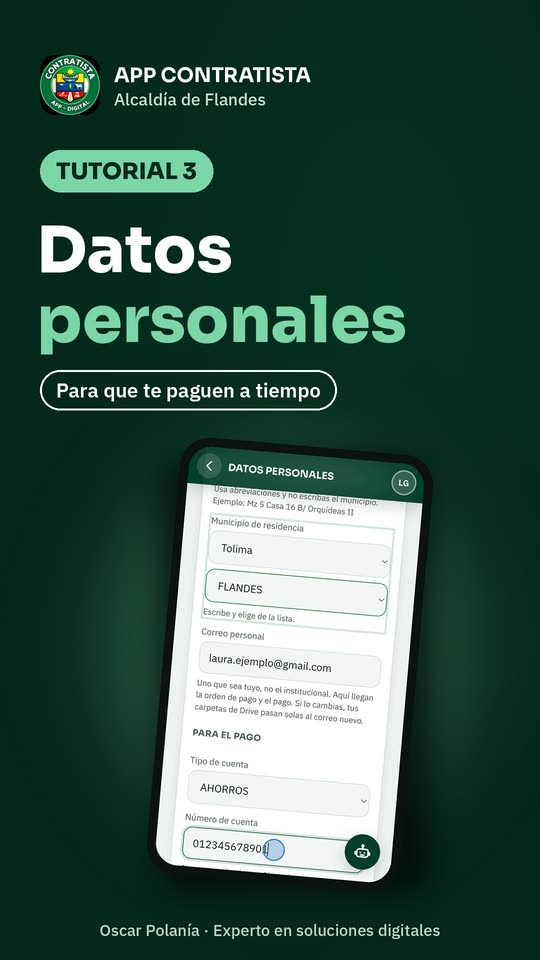 CONTRATISTA
APP - DIGITAL
APP CONTRATISTA
Alcaldía de Flandes
TUTORIAL 3
Datos
personales
Para que te paguen a tiempo
DATOS PERSONALES
LG
Usa abreviaciones y no escribas el municipio.
Ejemplo: Mz 5 Casa 16 B/ Orquídeas II
Municipio de residencia
Tolima
FLANDES
Escribe y elige de la lista.
Correo personal
laura.ejemplo@gmail.com
Uno que sea tuyo, no el institucional. Aquí llegan
la orden de pago y el pago. Si lo cambias, tus
carpetas de Drive pasan solas al correo nuevo.
PARA EL PAGO
Tipo de cuenta
AHORROS
Número de cuenta
01234567890
Oscar Polanía · Experto en soluciones digitales